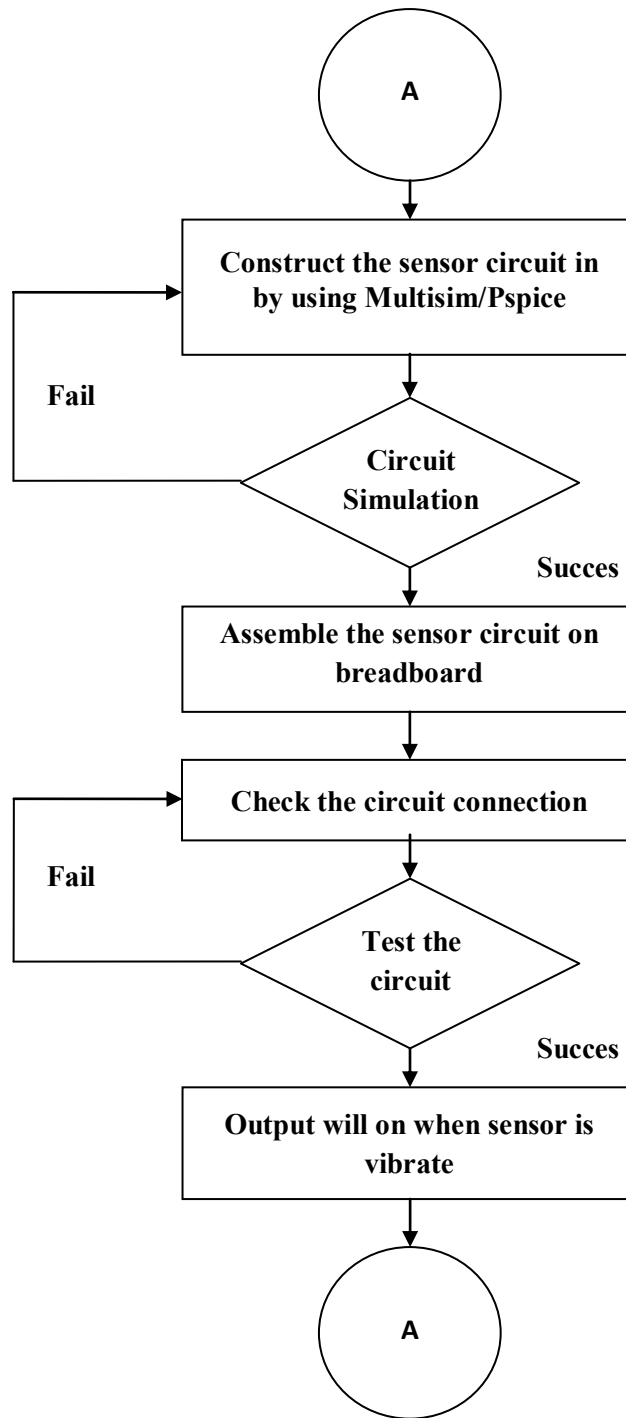 A
Construct the sensor circuit in
by using Multisim/Pspice
Fail
Circuit
Simulation
Succes
Assemble the sensor circuit on
breadboard
Check the circuit connection
Fail
Test the
circuit
Succes
Output will on when sensor is
vibrate
A